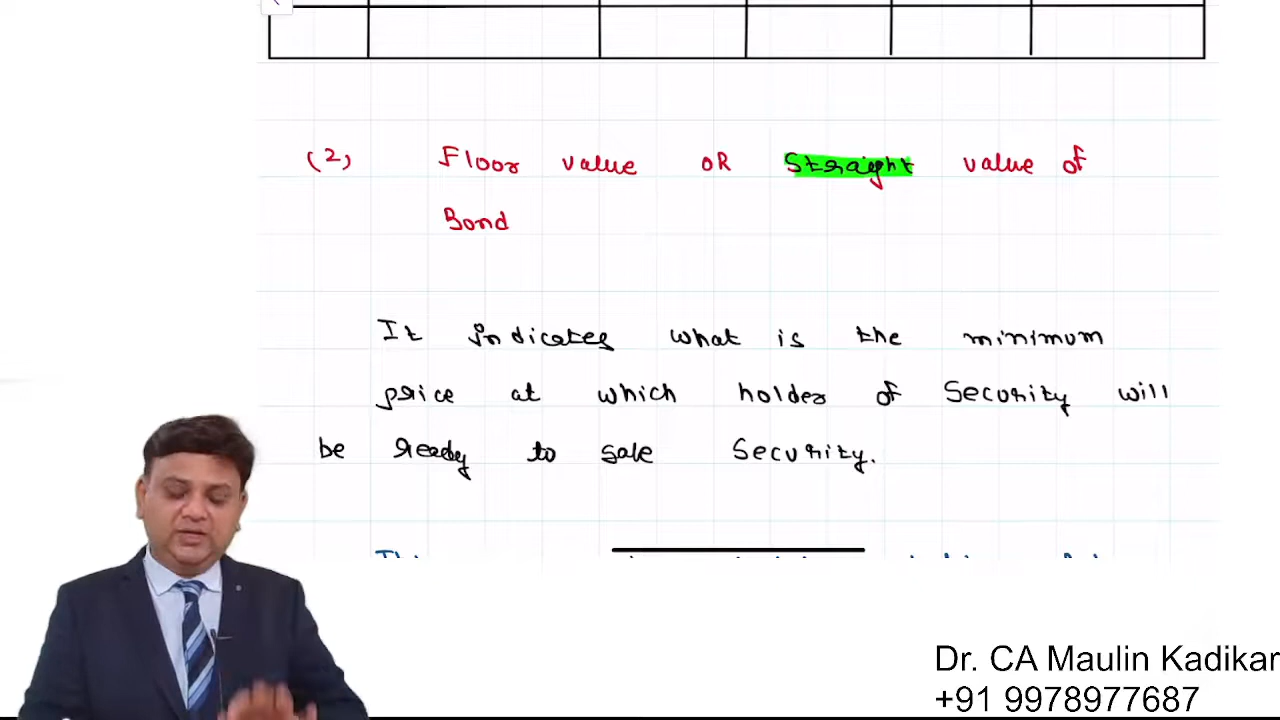 (2) Floor value OR Straight value of
Bond
It indicates what is the minimum
price at which holder of Security will
be ready to sale Security.
Dr. CA Maulin Kadikar
+91 9978977687